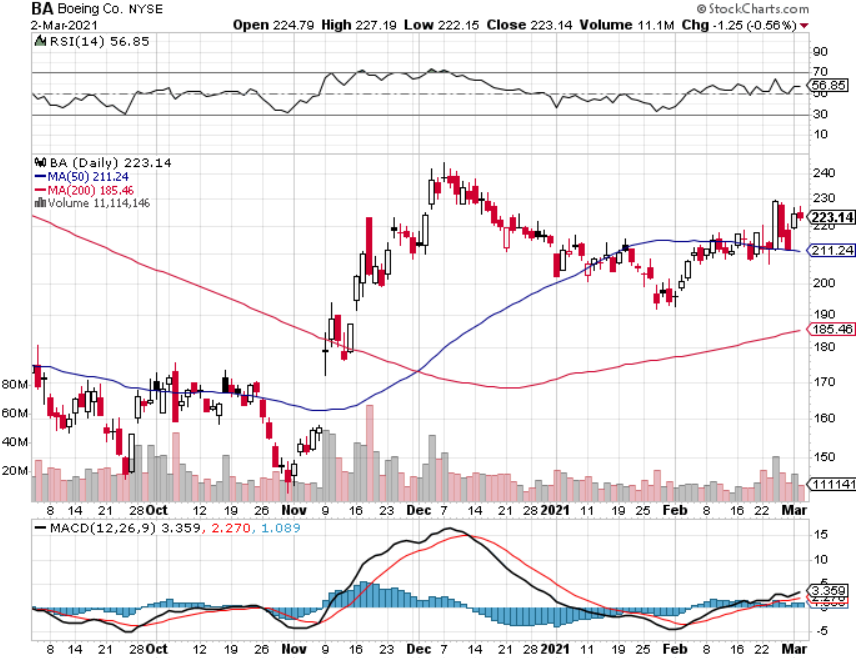 BA Boeing Co. NYSE © StockCharts.com
2-Mar-2021 Open 224.79 High 227.19 Low 222.15 Close 223.14 Volume 11.1M Chg -1.25 (-0.56%)
RSI(14) 56.85
90
70
56.85
50
30
10
BA (Daily) 223.14
MA(50) 211.24
MA(200) 185.46
Volume 11,114,146
240
230
223.14
220
211.24
200
190
185.46
180
170
160
150
80M
60M
40M
20M
111141
8 14 21 28 Oct 12 19 26 Nov 9 16 23 Dec 7 14 21 28 2021 11 19 25 Feb 8 16 22 Mar
MACD(12,26,9) 3.359, 2.270, 1.089
15
10
5
3.359
2.270
-5
8 14 21 28 Oct 12 19 26 Nov 9 16 23 Dec 7 14 21 28 2021 11 19 25 Feb 8 16 22 Mar